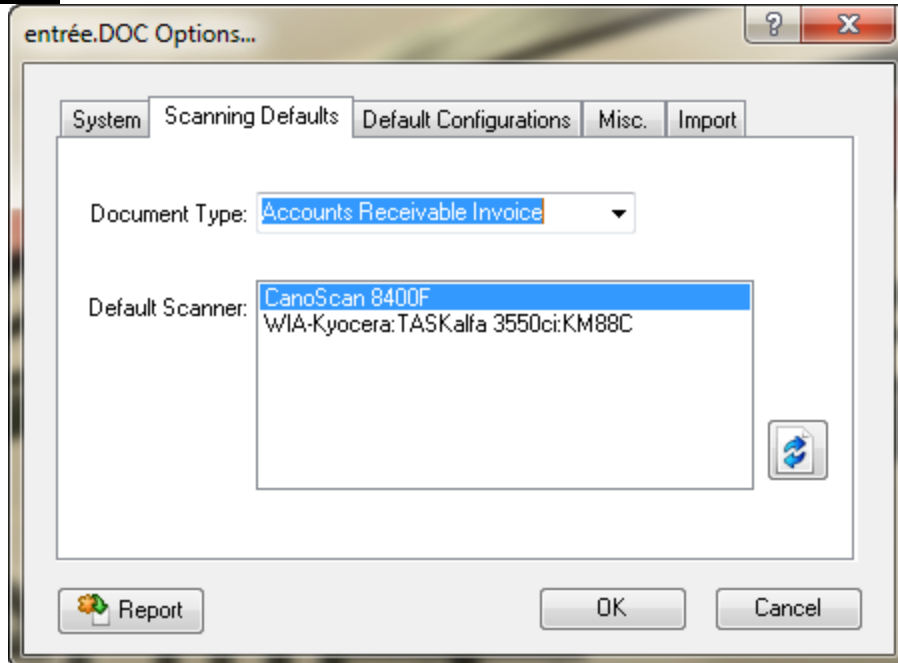 entrée.DOC Options...
System Scanning Defaults Default Configurations Misc. Import
Document Type: Accounts Receivable Invoice
Default Scanner: CanoScan 8400F
WIA-Kyocera:TASKalfa 3550ci:KM88C
Report OK Cancel